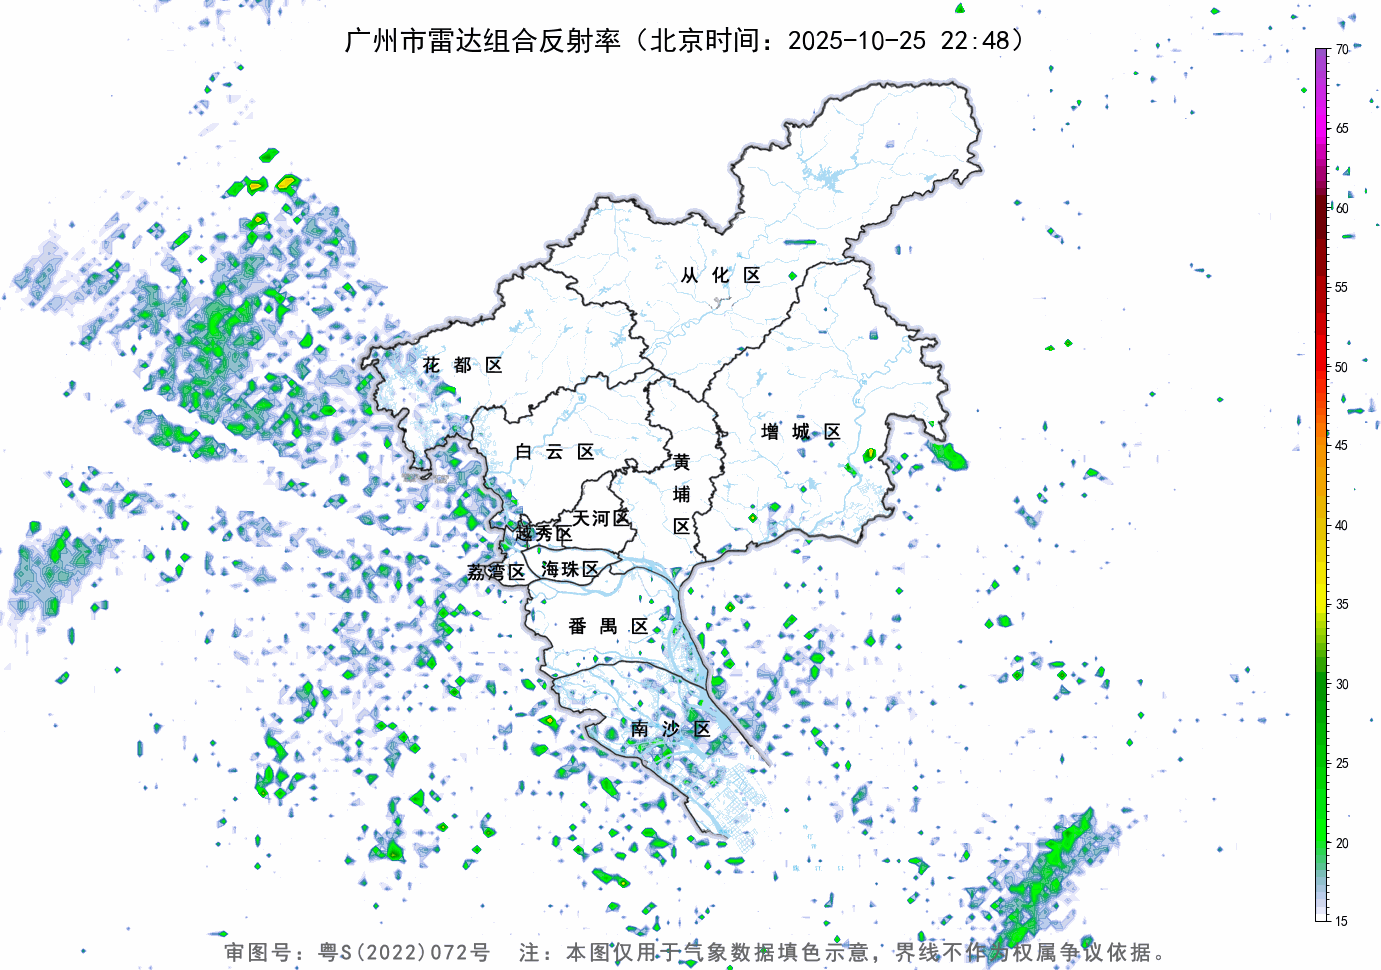 广州市雷达组合反射率（北京时间：2025-10-25 22:48）
70
65
60
55
50
45
40
35
30
25
20
15
从化区
花都区
增城区
白云区
黄埔区
天河区
越秀区
海珠区
荔湾区
番禺区
南沙区
审图号：粤S(2022)072号 注：本图仅用于气象数据填色示意，界线不作为权属争议依据。